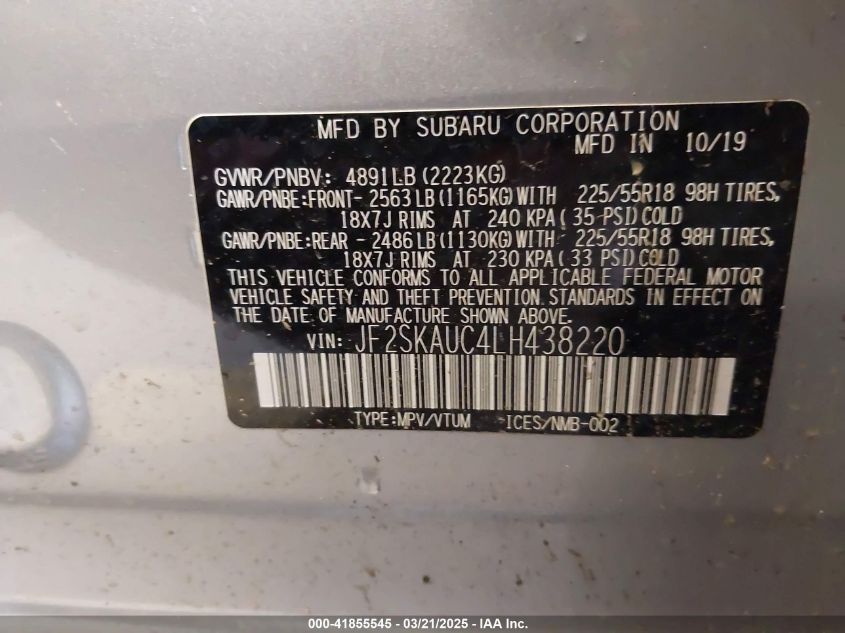 MFD BY SUBARU CORPORATION
MFD IN 10/19
GVWR/PNBV: 4891LB (2223KG)
GAWR/PNBE:FRONT- 2563 LB (1165KG) WITH 225/55R18 98H TIRES,
18X7J RIMS AT 240 KPA ( 35 PSI) COLD
GAWR/PNBE:REAR - 2486 LB (1130KG) WITH 225/55R18 98H TIRES,
18X7J RIMS AT 230 KPA ( 33 PSI) COLD
THIS VEHICLE CONFORMS TO ALL APPLICABLE FEDERAL MOTOR
VEHICLE SAFETY AND THEFT PREVENTION STANDARDS IN EFFECT ON
THE DATE OF MANUFACTURE SHOWN ABOVE.
VIN: JF2SKAUC4LH438220
TYPE:MPV/VTUM ICES/NMB-002
000-41855545 - 03/21/2025 - IAA Inc.